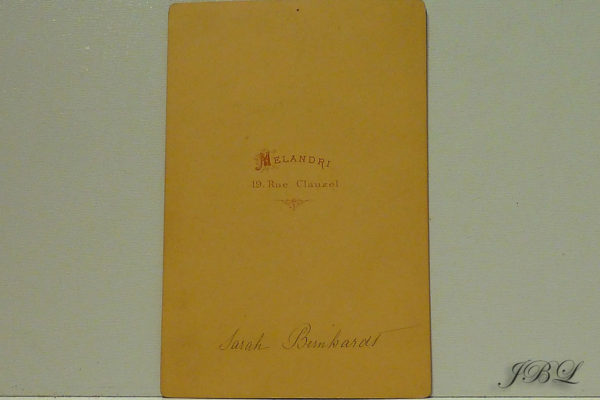 MELANDRI
19. Rue Clauzel
Sarah Bernhardt
JBL